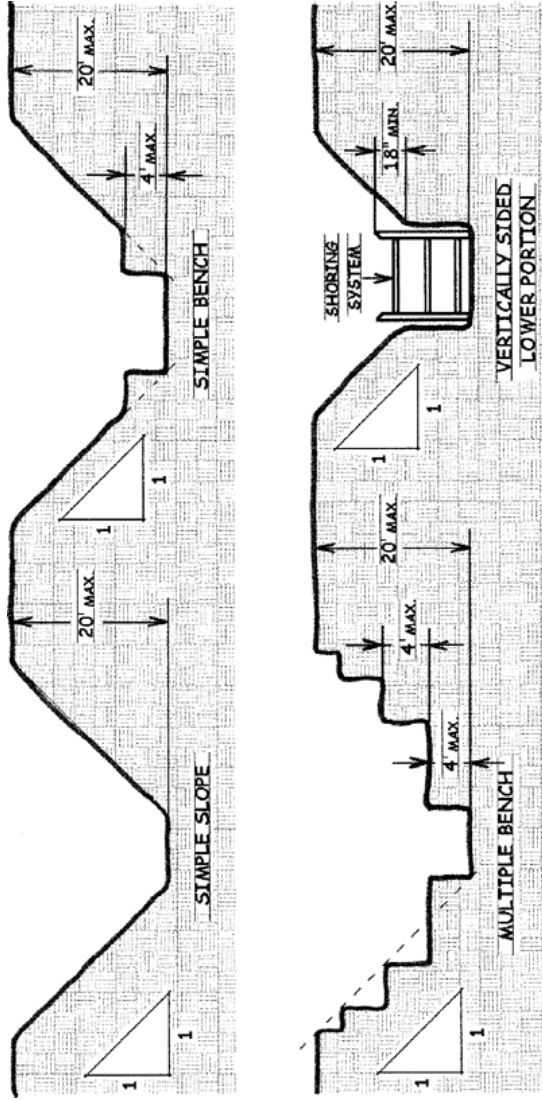 1
1
SIMPLE SLOPE
20' MAX.
1
1
SIMPLE BENCH
4' MAX.
20' MAX.
1
1
MULTIPLE BENCH
4' MAX
4' MAX.
20' MAX
1
1
SHORING
SYSTEM
18" MIN.
20' MAX.
VERTICALLY SIDED
LOWER PORTION